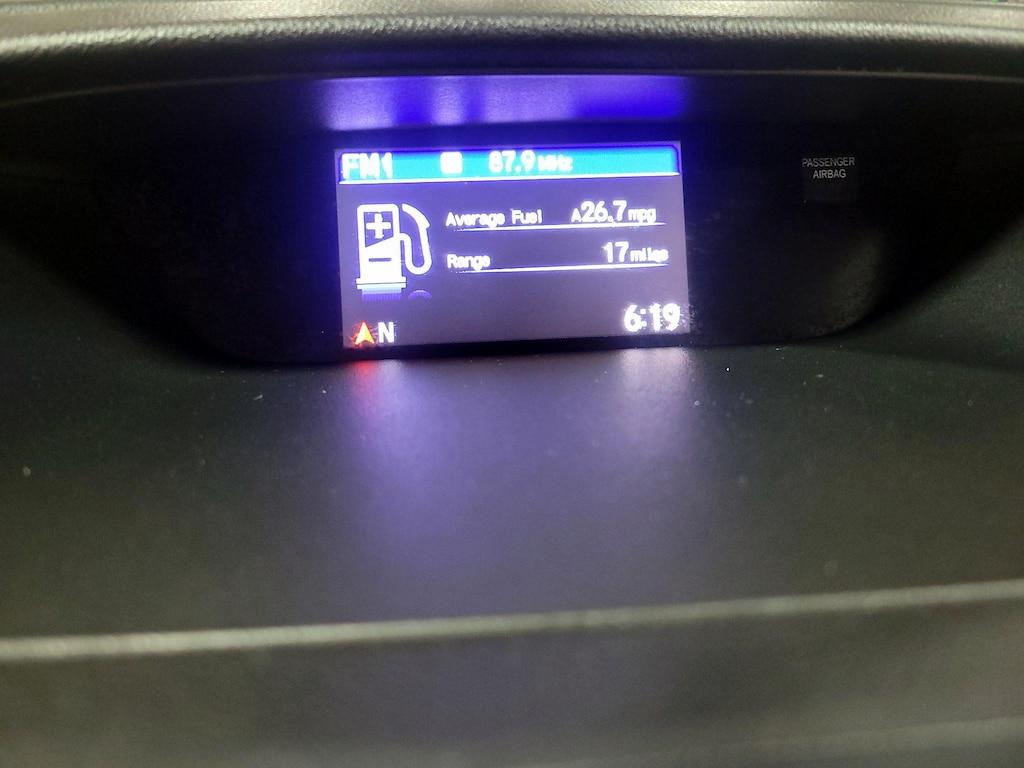 FM1 87.9 MHz
PASSENGER
AIRBAG
Average Fuel A26.7 mpg
Range 17 miles
N 6:19